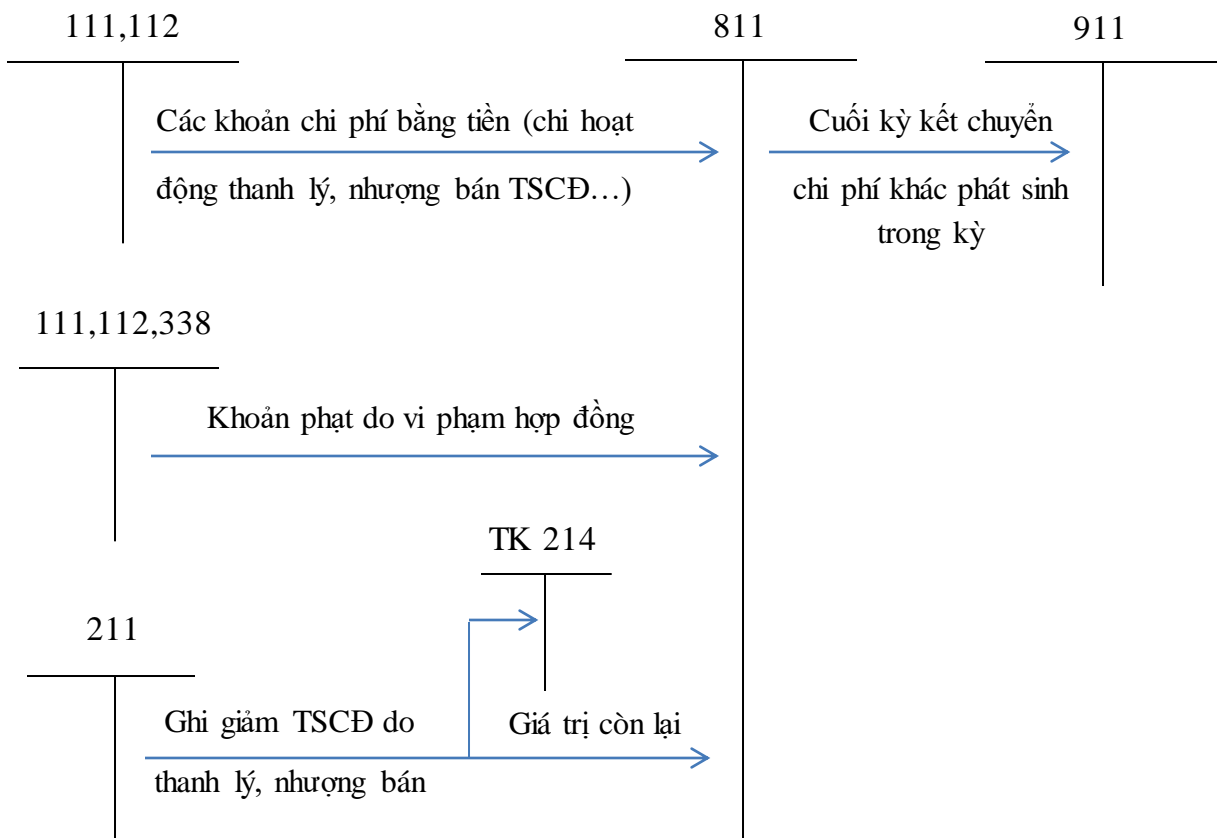 111,112
811
911
Các khoản chi phí bằng tiền (chi hoạt
động thanh lý, nhượng bán TSCĐ…)
Cuối kỳ kết chuyển
chi phí khác phát sinh
trong kỳ
111,112,338
Khoản phạt do vi phạm hợp đồng
TK 214
211
Ghi giảm TSCĐ do
thanh lý, nhượng bán
Giá trị còn lại